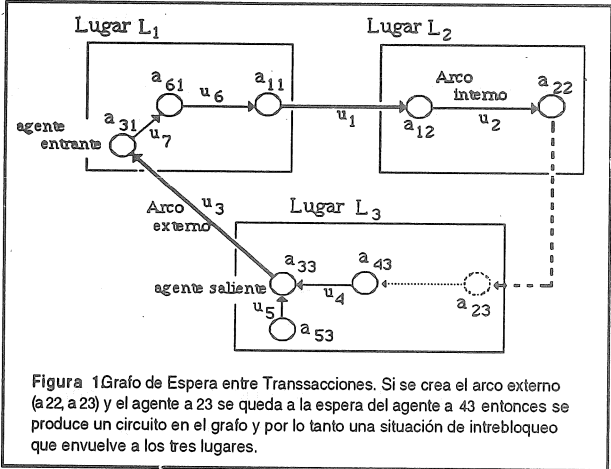 Lugar L1
Lugar L2
a61
u6
a11
Arco
interno
a22
agente
entrante
a31
u7
u1
a12
u2
Arco
externo
u3
Lugar L3
agente saliente
a33
a43
u4
a23
u5
a53
Figura 1Grafo de Espera entre Transsacciones. Si se crea el arco externo
(a 22, a 23) y el agente a 23 se queda a la espera del agente a 43 entonces se
produce un circuito en el grafo y por lo tanto una situación de intrebloqueo
que envuelve a los tres lugares.